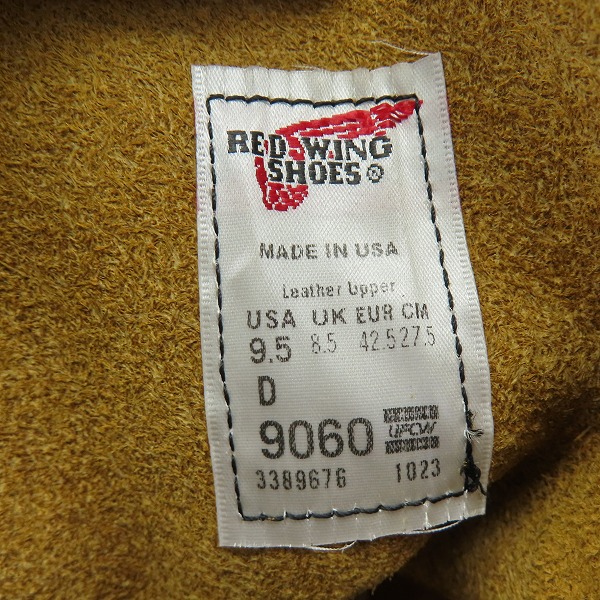 RED WING
SHOES®
MADE IN USA
Leather Upper
USA UK EUR CM
9.5 8.5 42.5 27.5
D
9060 UFCW
3389676 1023